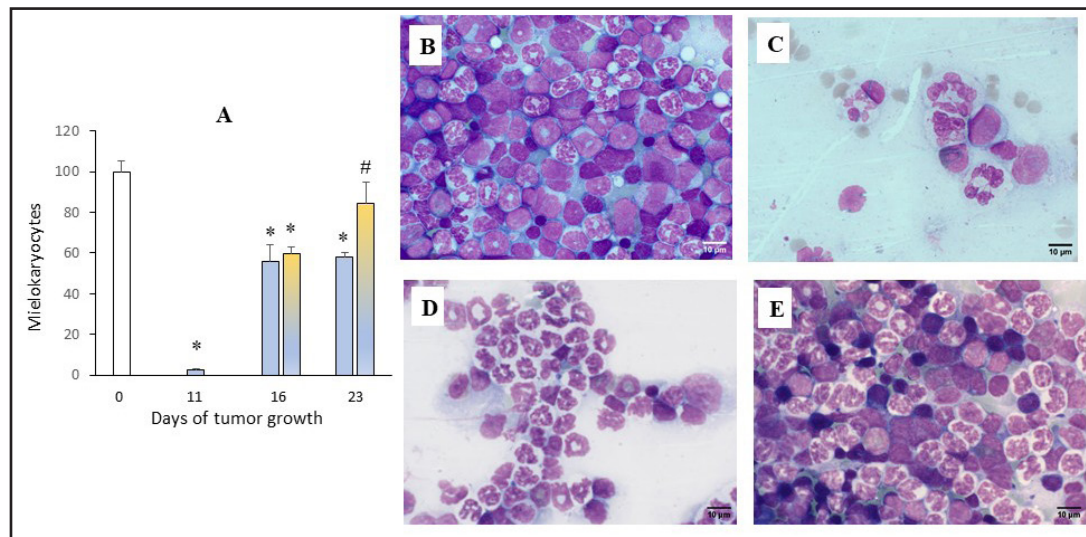 A
Mielokaryocytes
120
100
80
60
40
20
0
*
* *
*
#
0 11 16 23
Days of tumor growth
B
10 µm
C
10 µm
D
10 µm
E
10 µm